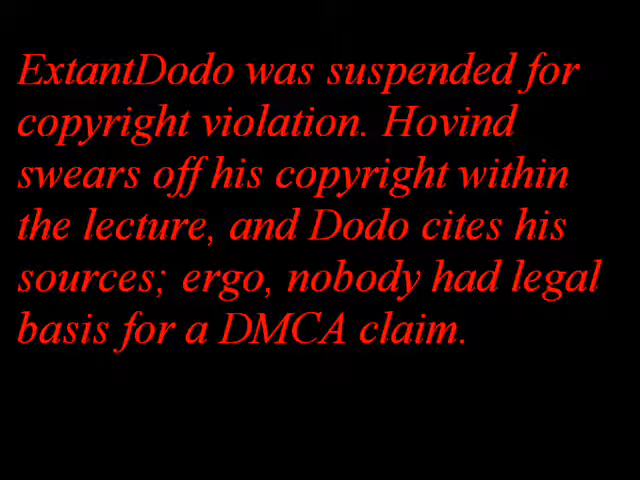 ExtantDodo was suspended for
copyright violation. Hovind
swears off his copyright within
the lecture, and Dodo cites his
sources; ergo, nobody had legal
basis for a DMCA claim.